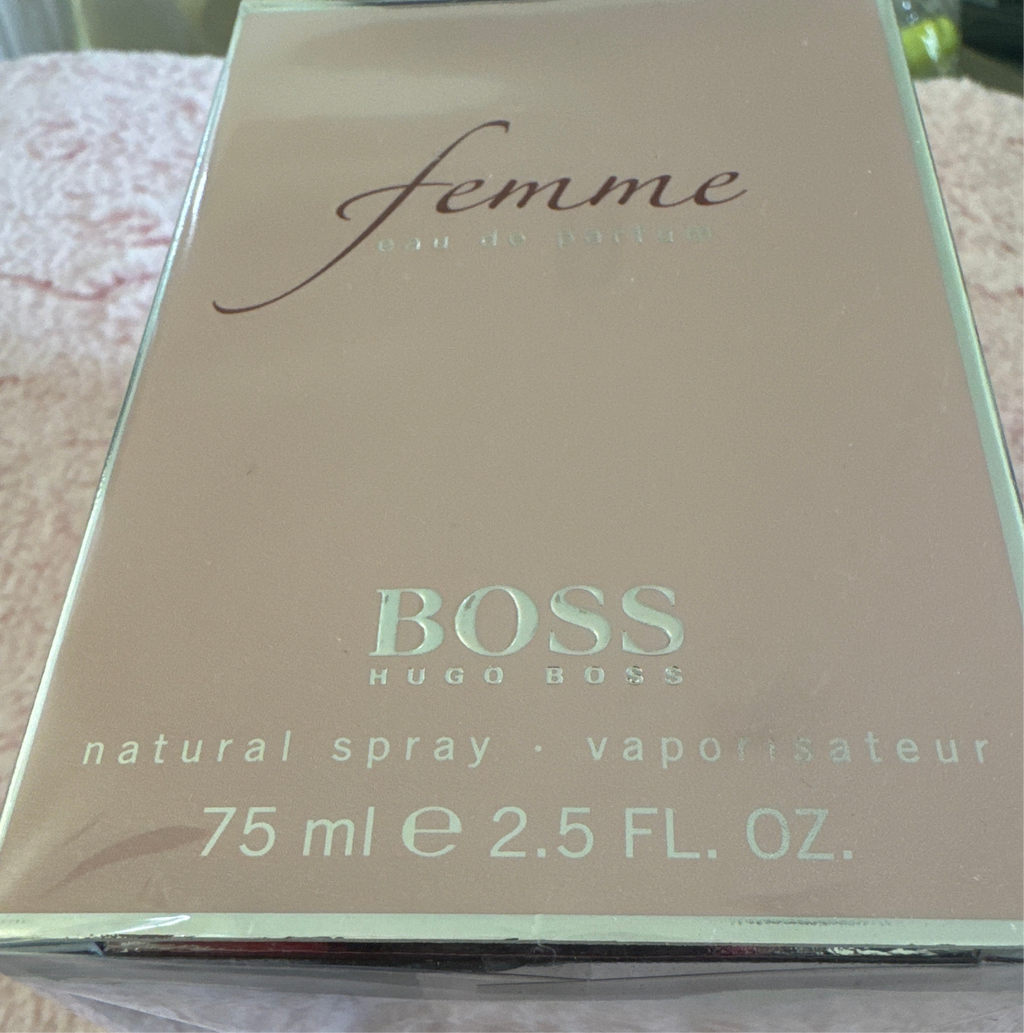 femme
eau de parfum
BOSS
HUGO BOSS
natural spray · vaporisateur
75 ml e 2.5 FL. OZ.